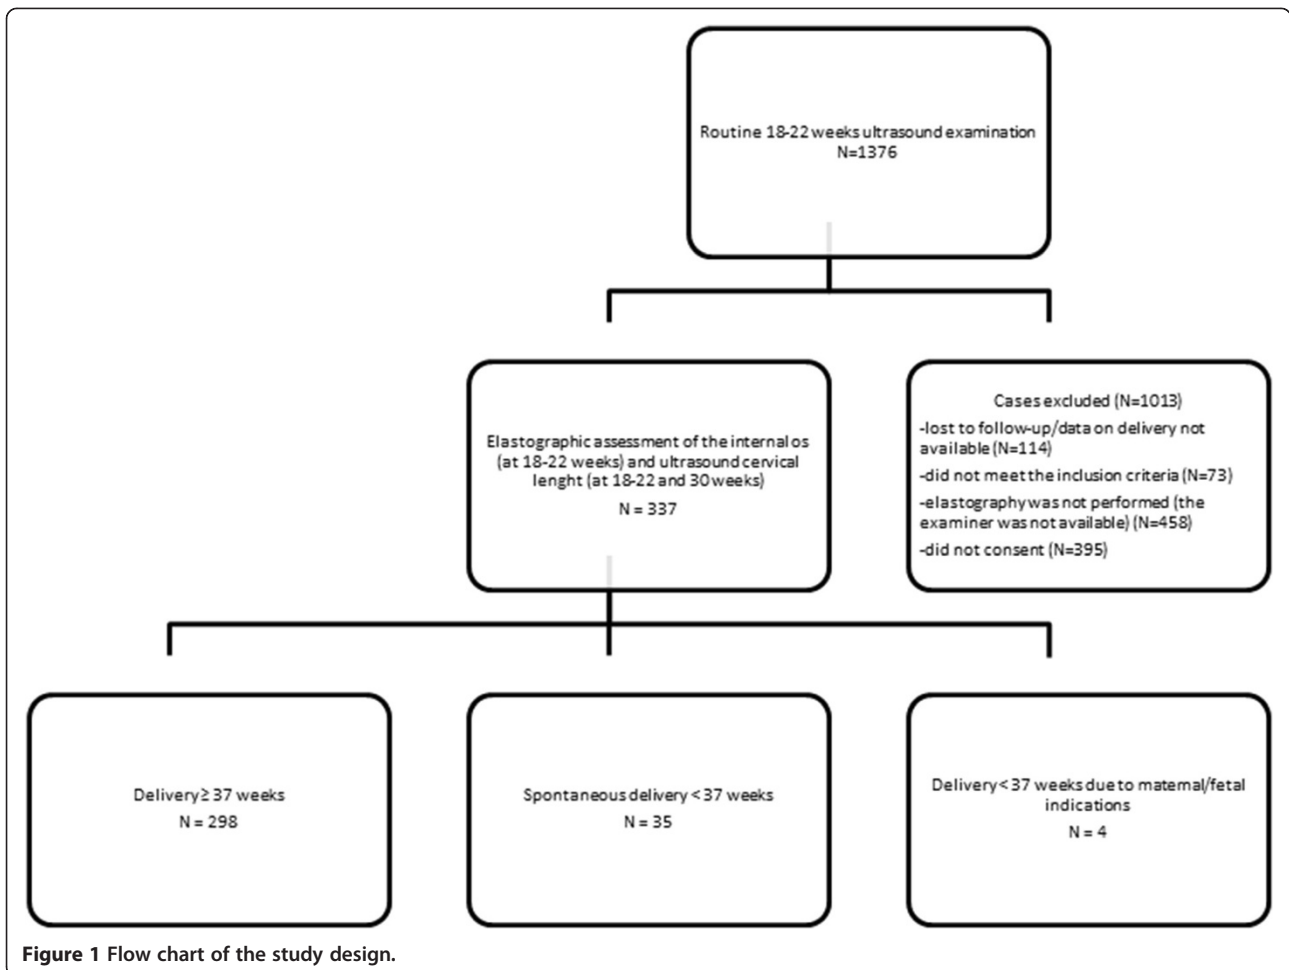 Routine 18-22 weeks ultrasound examination
N=1376
Elastographic assessment of the internal os
(at 18-22 weeks) and ultrasound cervical
lenght (at 18-22 and 30 weeks)
N = 337
Cases excluded (N=1013)
-lost to follow-up/data on delivery not
available (N=114)
-did not meet the inclusion criteria (N=73)
-elastography was not performed (the
examiner was not available) (N=458)
-did not consent (N=395)
Delivery ≥ 37 weeks
N = 298
Spontaneous delivery < 37 weeks
N = 35
Delivery < 37 weeks due to maternal/fetal
indications
N = 4
Figure 1 Flow chart of the study design.